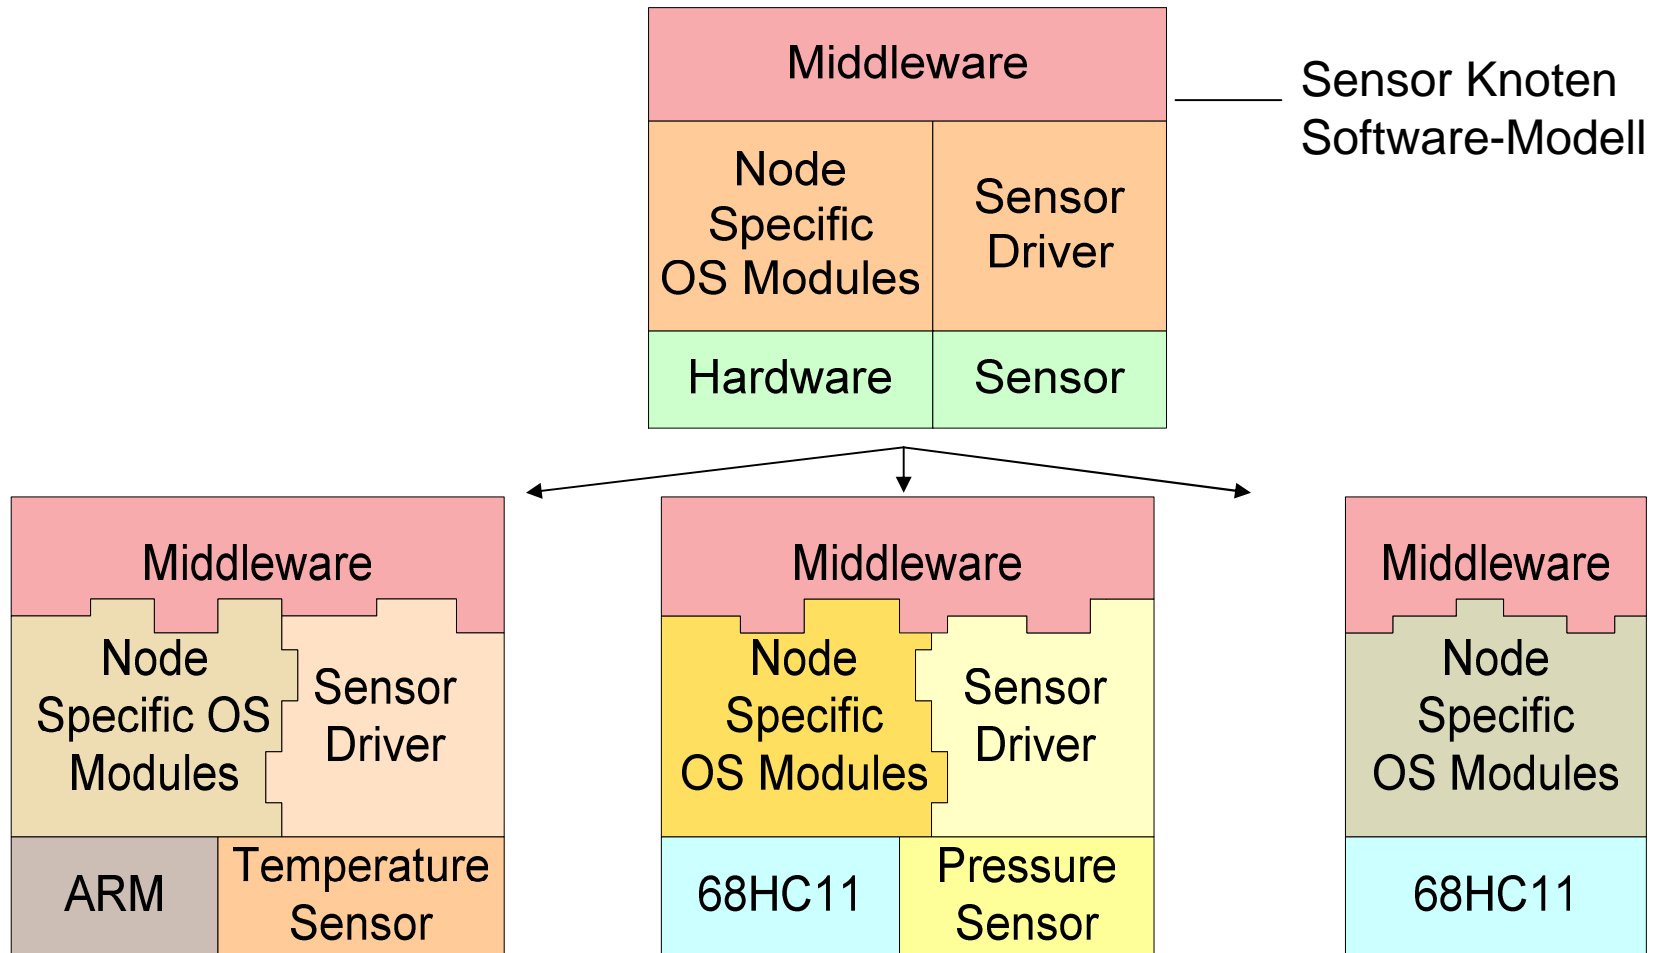 Middleware
Sensor Knoten
Software-Modell
Node
Specific
OS Modules
Sensor
Driver
Hardware
Sensor
Middleware
Node
Specific OS
Modules
Sensor
Driver
ARM
Temperature
Sensor
Middleware
Node
Specific
OS Modules
Sensor
Driver
68HC11
Pressure
Sensor
Middleware
Node
Specific
OS Modules
68HC11